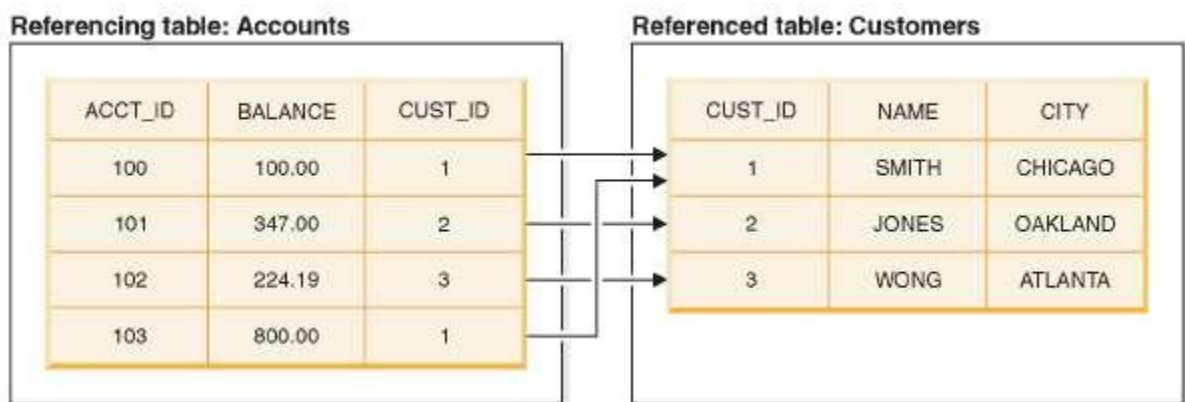 Referencing table: Accounts
ACCT_ID BALANCE CUST_ID
100 100.00 1
101 347.00 2
102 224.19 3
103 800.00 1
Referenced table: Customers
CUST_ID NAME CITY
1 SMITH CHICAGO
2 JONES OAKLAND
3 WONG ATLANTA